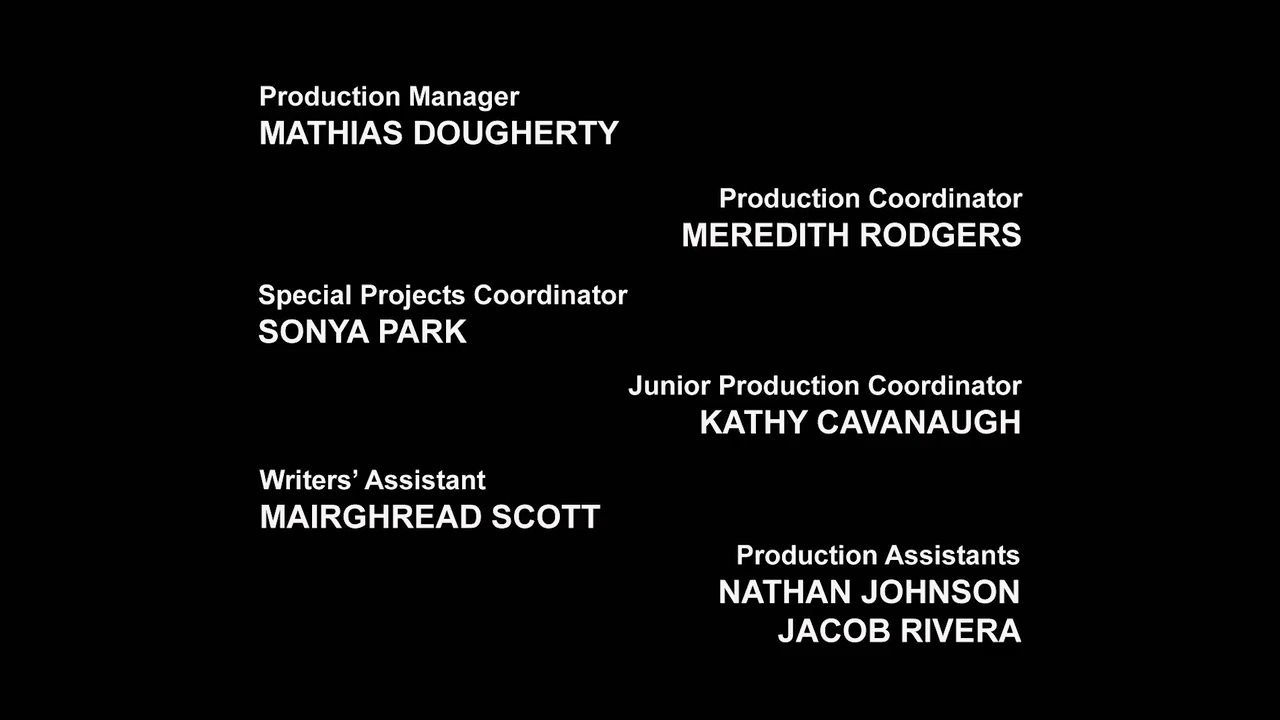 Production Manager
MATHIAS DOUGHERTY
Production Coordinator
MEREDITH RODGERS
Special Projects Coordinator
SONYA PARK
Junior Production Coordinator
KATHY CAVANAUGH
Writers’ Assistant
MAIRGHREAD SCOTT
Production Assistants
NATHAN JOHNSON
JACOB RIVERA